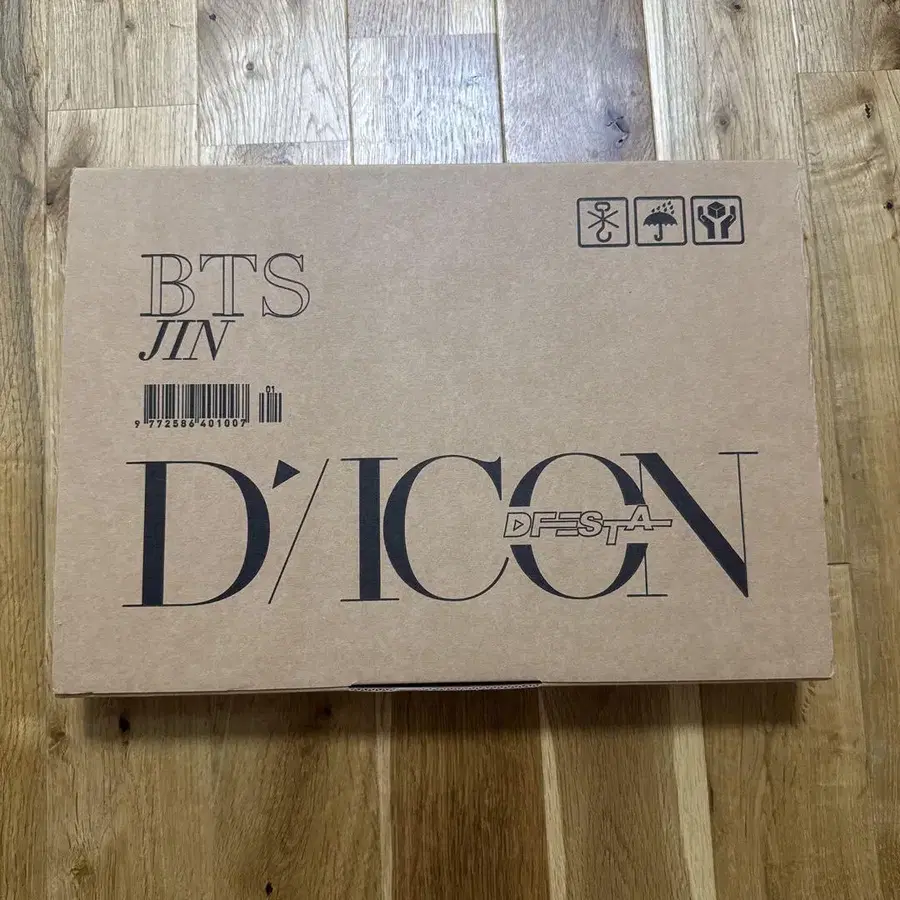 BTS
JIN
01
9 772586 401007
D'/ICON
DFESTA